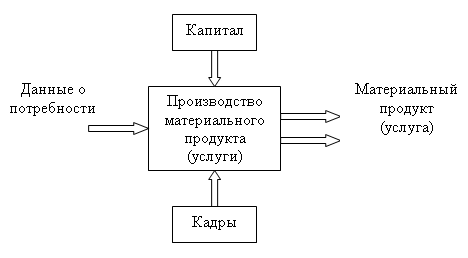 Капитал
Данные о
потребности
Производство
материального
продукта
(услуги)
Материальный
продукт
(услуга)
Кадры